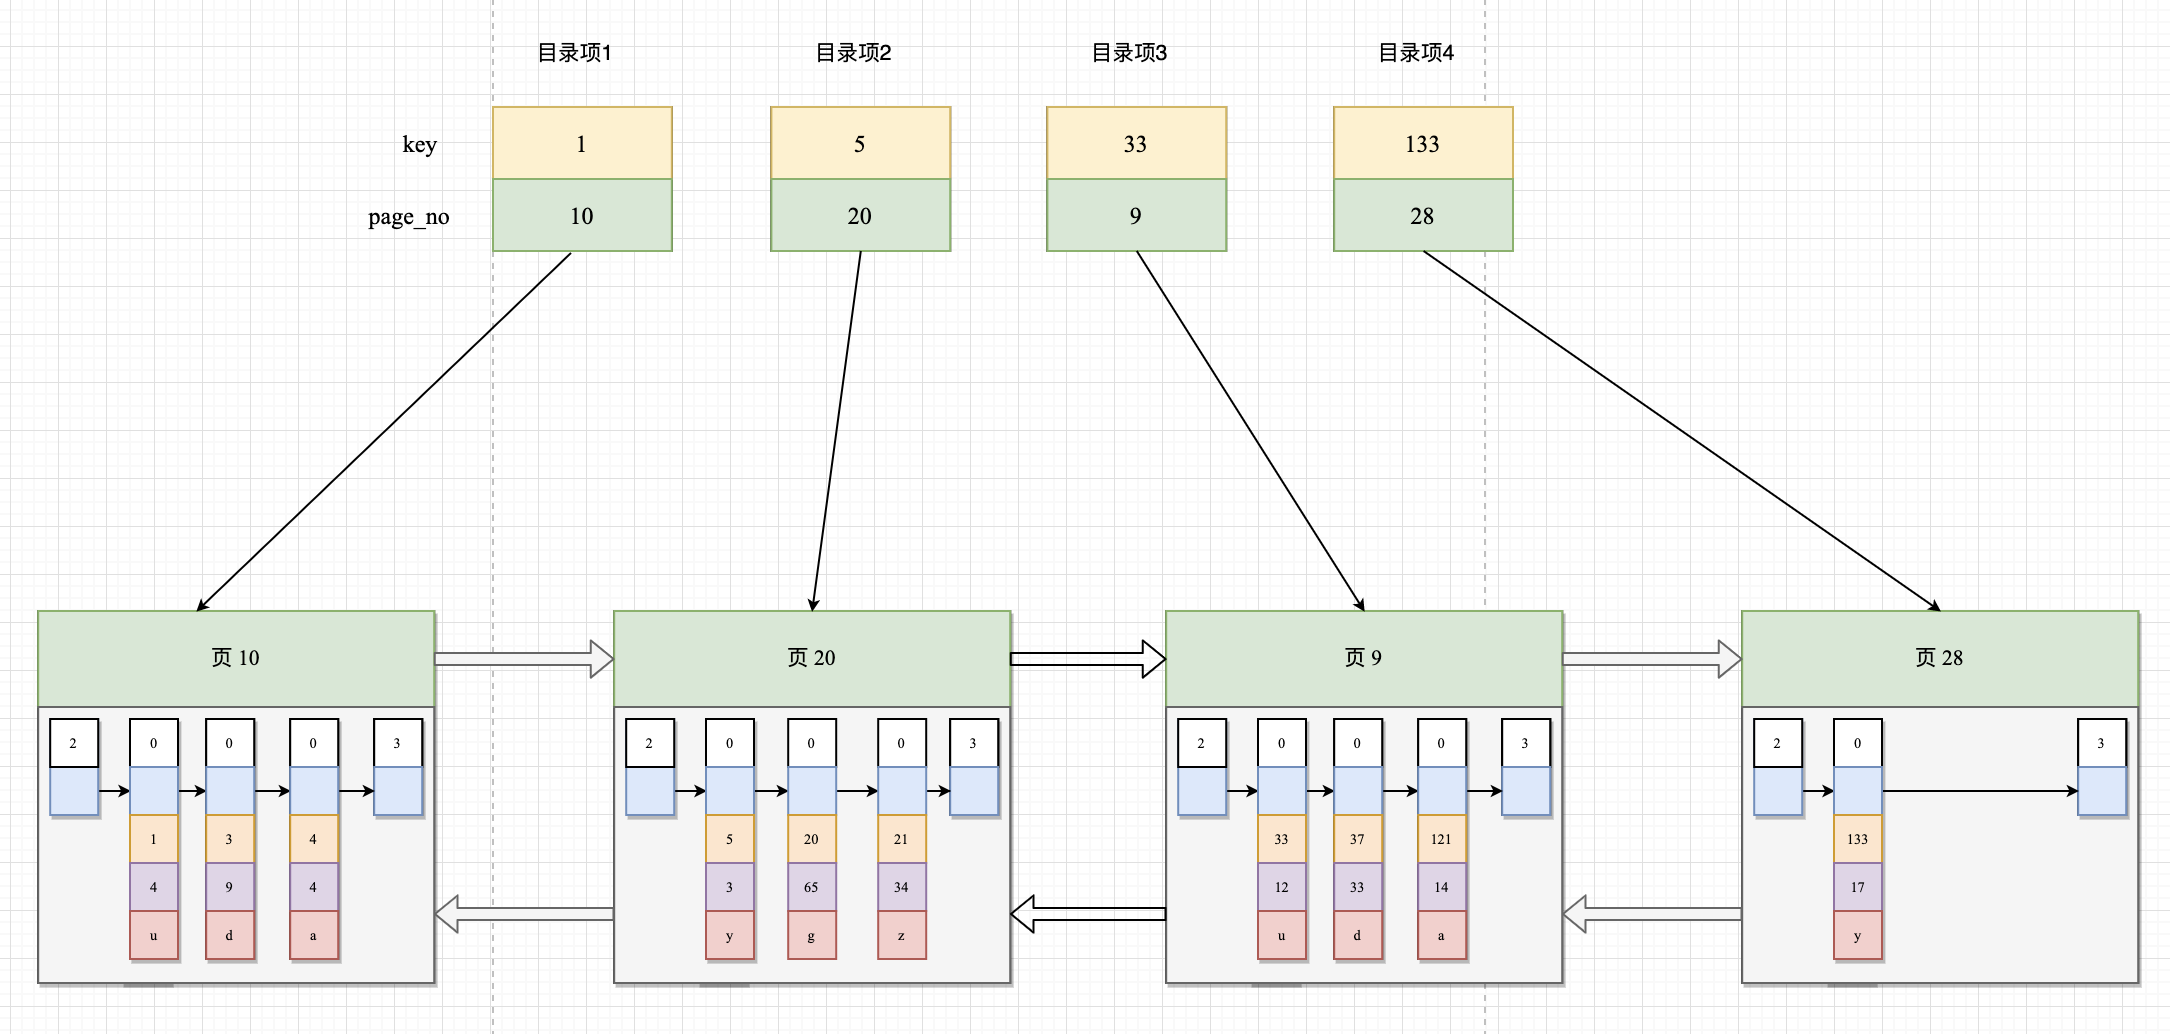 目录项1 目录项2 目录项3 目录项4
key 1 5 33 133
page_no 10 20 9 28
页 10 页 20 页 9 页 28
2 0 0 0 3 2 0 0 0 3 2 0 0 0 3 2 0 3
1 3 4 5 20 21 33 37 121 133
4 9 4 3 65 34 12 33 14 17
u d a y g z u d a y